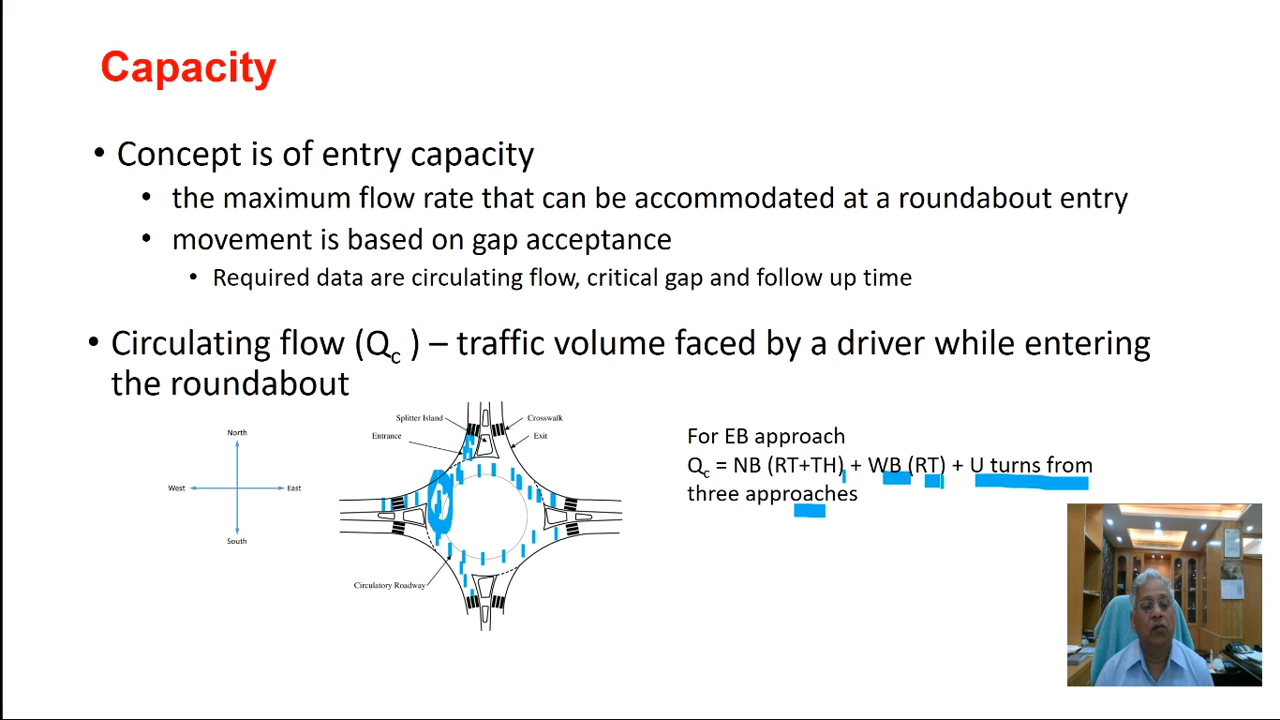 Capacity
• Concept is of entry capacity
• the maximum flow rate that can be accommodated at a roundabout entry
• movement is based on gap acceptance
• Required data are circulating flow, critical gap and follow up time
• Circulating flow (Qc ) – traffic volume faced by a driver while entering
the roundabout
North
West
East
South
Splitter Island
Crosswalk
Entrance
Exit
Circulatory Roadway
For EB approach
Qc = NB (RT+TH) + WB (RT) + U turns from
three approaches